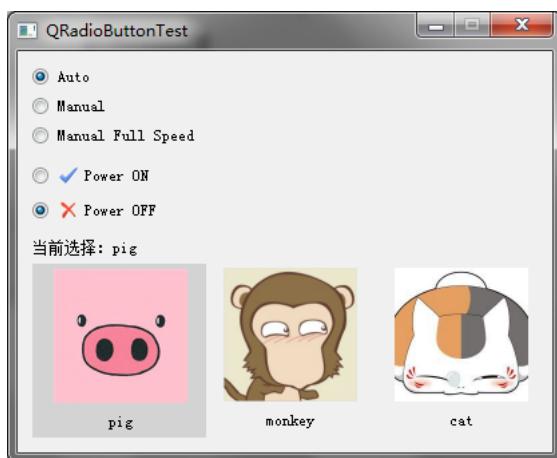 QRadioButtonTest
Auto
Manual
Manual Full Speed
Power ON
Power OFF
当前选择: pig
pig monkey cat